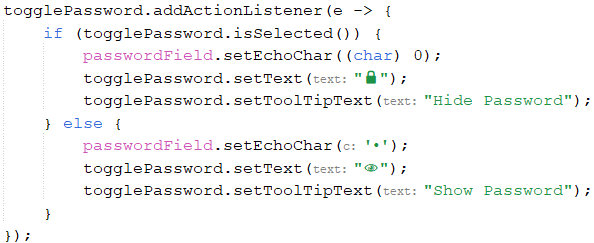 togglePassword.addActionListener(e -> {
    if (togglePassword.isSelected()) {
        passwordField.setEchoChar((char) 0);
        togglePassword.setText( text: "🔒");
        togglePassword.setToolTipText( text: "Hide Password");
    } else {
        passwordField.setEchoChar( c: '•');
        togglePassword.setText( text: "👁");
        togglePassword.setToolTipText( text: "Show Password");
    }
});